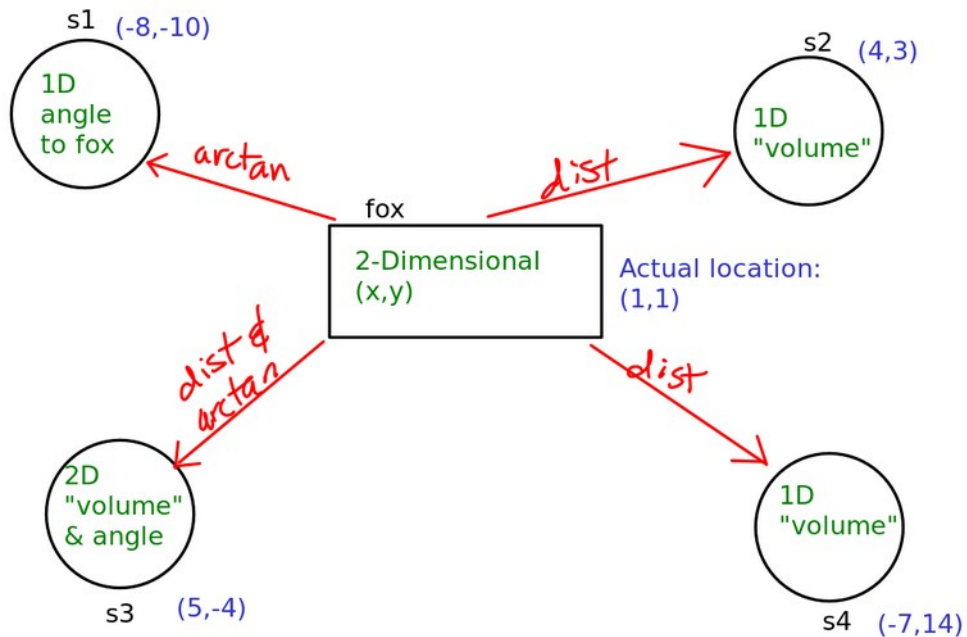 s1 (-8,-10)
1D
angle
to fox
s2 (4,3)
1D
"volume"
arctan
dist
fox
2-Dimensional
(x,y)
Actual location:
(1,1)
dist &
arctan
dist
2D
"volume"
& angle
s3 (5,-4)
1D
"volume"
s4 (-7,14)